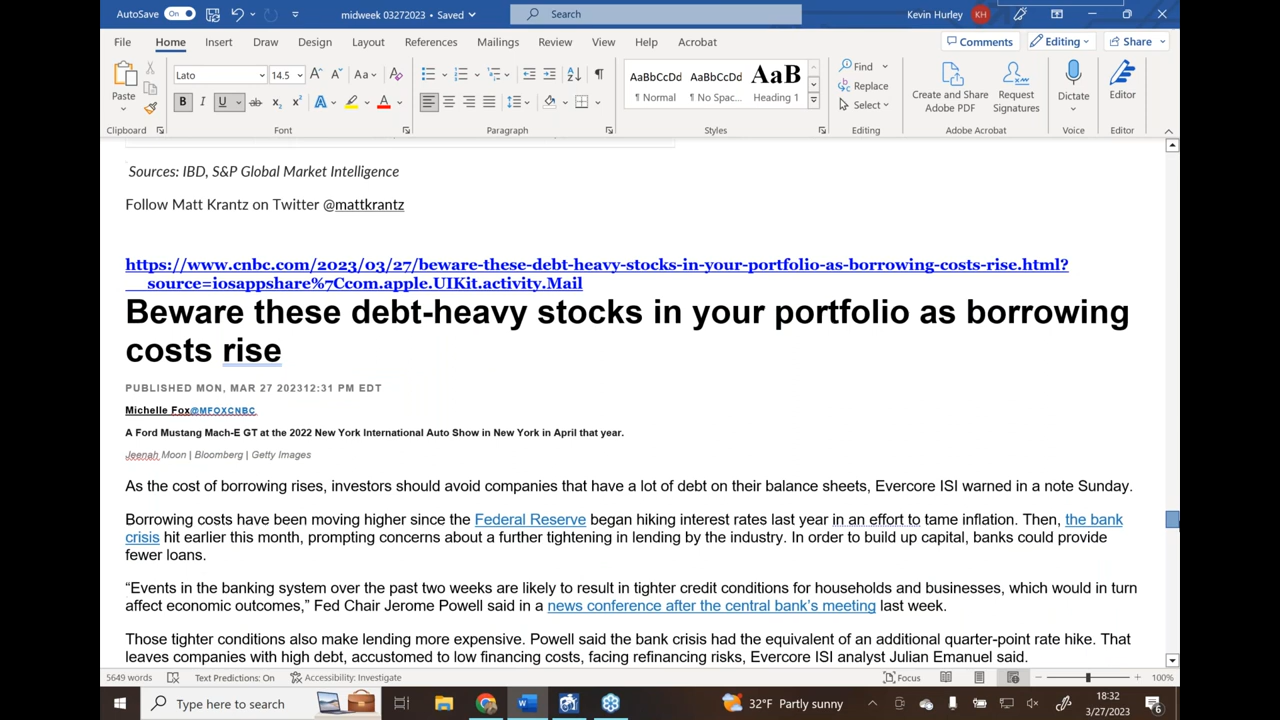 AutoSave On midweek 03272023 • Saved Search Kevin Hurley KH
File Home Insert Draw Design Layout References Mailings Review View Help Acrobat Comments Editing Share
Paste Lato 14.5 Aa A B I U ab x₂ x² A A AaBbCcDd AaBbCcDd AaB Find Replace Select Create and Share Adobe PDF Request Signatures Dictate Editor
¶ Normal ¶ No Spac... Heading 1
Clipboard Font Paragraph Styles Editing Adobe Acrobat Voice Editor
Sources: IBD, S&P Global Market Intelligence
Follow Matt Krantz on Twitter @mattkrantz
https://www.cnbc.com/2023/03/27/beware-these-debt-heavy-stocks-in-your-portfolio-as-borrowing-costs-rise.html?
__source=iosappshare%7Ccom.apple.UIKit.activity.Mail
Beware these debt-heavy stocks in your portfolio as borrowing
costs rise
PUBLISHED MON, MAR 27 202312:31 PM EDT
Michelle Fox@MFOXCNBC
A Ford Mustang Mach-E GT at the 2022 New York International Auto Show in New York in April that year.
Jeenah Moon | Bloomberg | Getty Images
As the cost of borrowing rises, investors should avoid companies that have a lot of debt on their balance sheets, Evercore ISI warned in a note Sunday.
Borrowing costs have been moving higher since the Federal Reserve began hiking interest rates last year in an effort to tame inflation. Then, the bank
crisis hit earlier this month, prompting concerns about a further tightening in lending by the industry. In order to build up capital, banks could provide
fewer loans.
“Events in the banking system over the past two weeks are likely to result in tighter credit conditions for households and businesses, which would in turn
affect economic outcomes,” Fed Chair Jerome Powell said in a news conference after the central bank’s meeting last week.
Those tighter conditions also make lending more expensive. Powell said the bank crisis had the equivalent of an additional quarter-point rate hike. That
leaves companies with high debt, accustomed to low financing costs, facing refinancing risks, Evercore ISI analyst Julian Emanuel said.
5649 words Text Predictions: On Accessibility: Investigate Focus 100%
Type here to search 32°F Partly sunny 18:32
3/27/2023 6